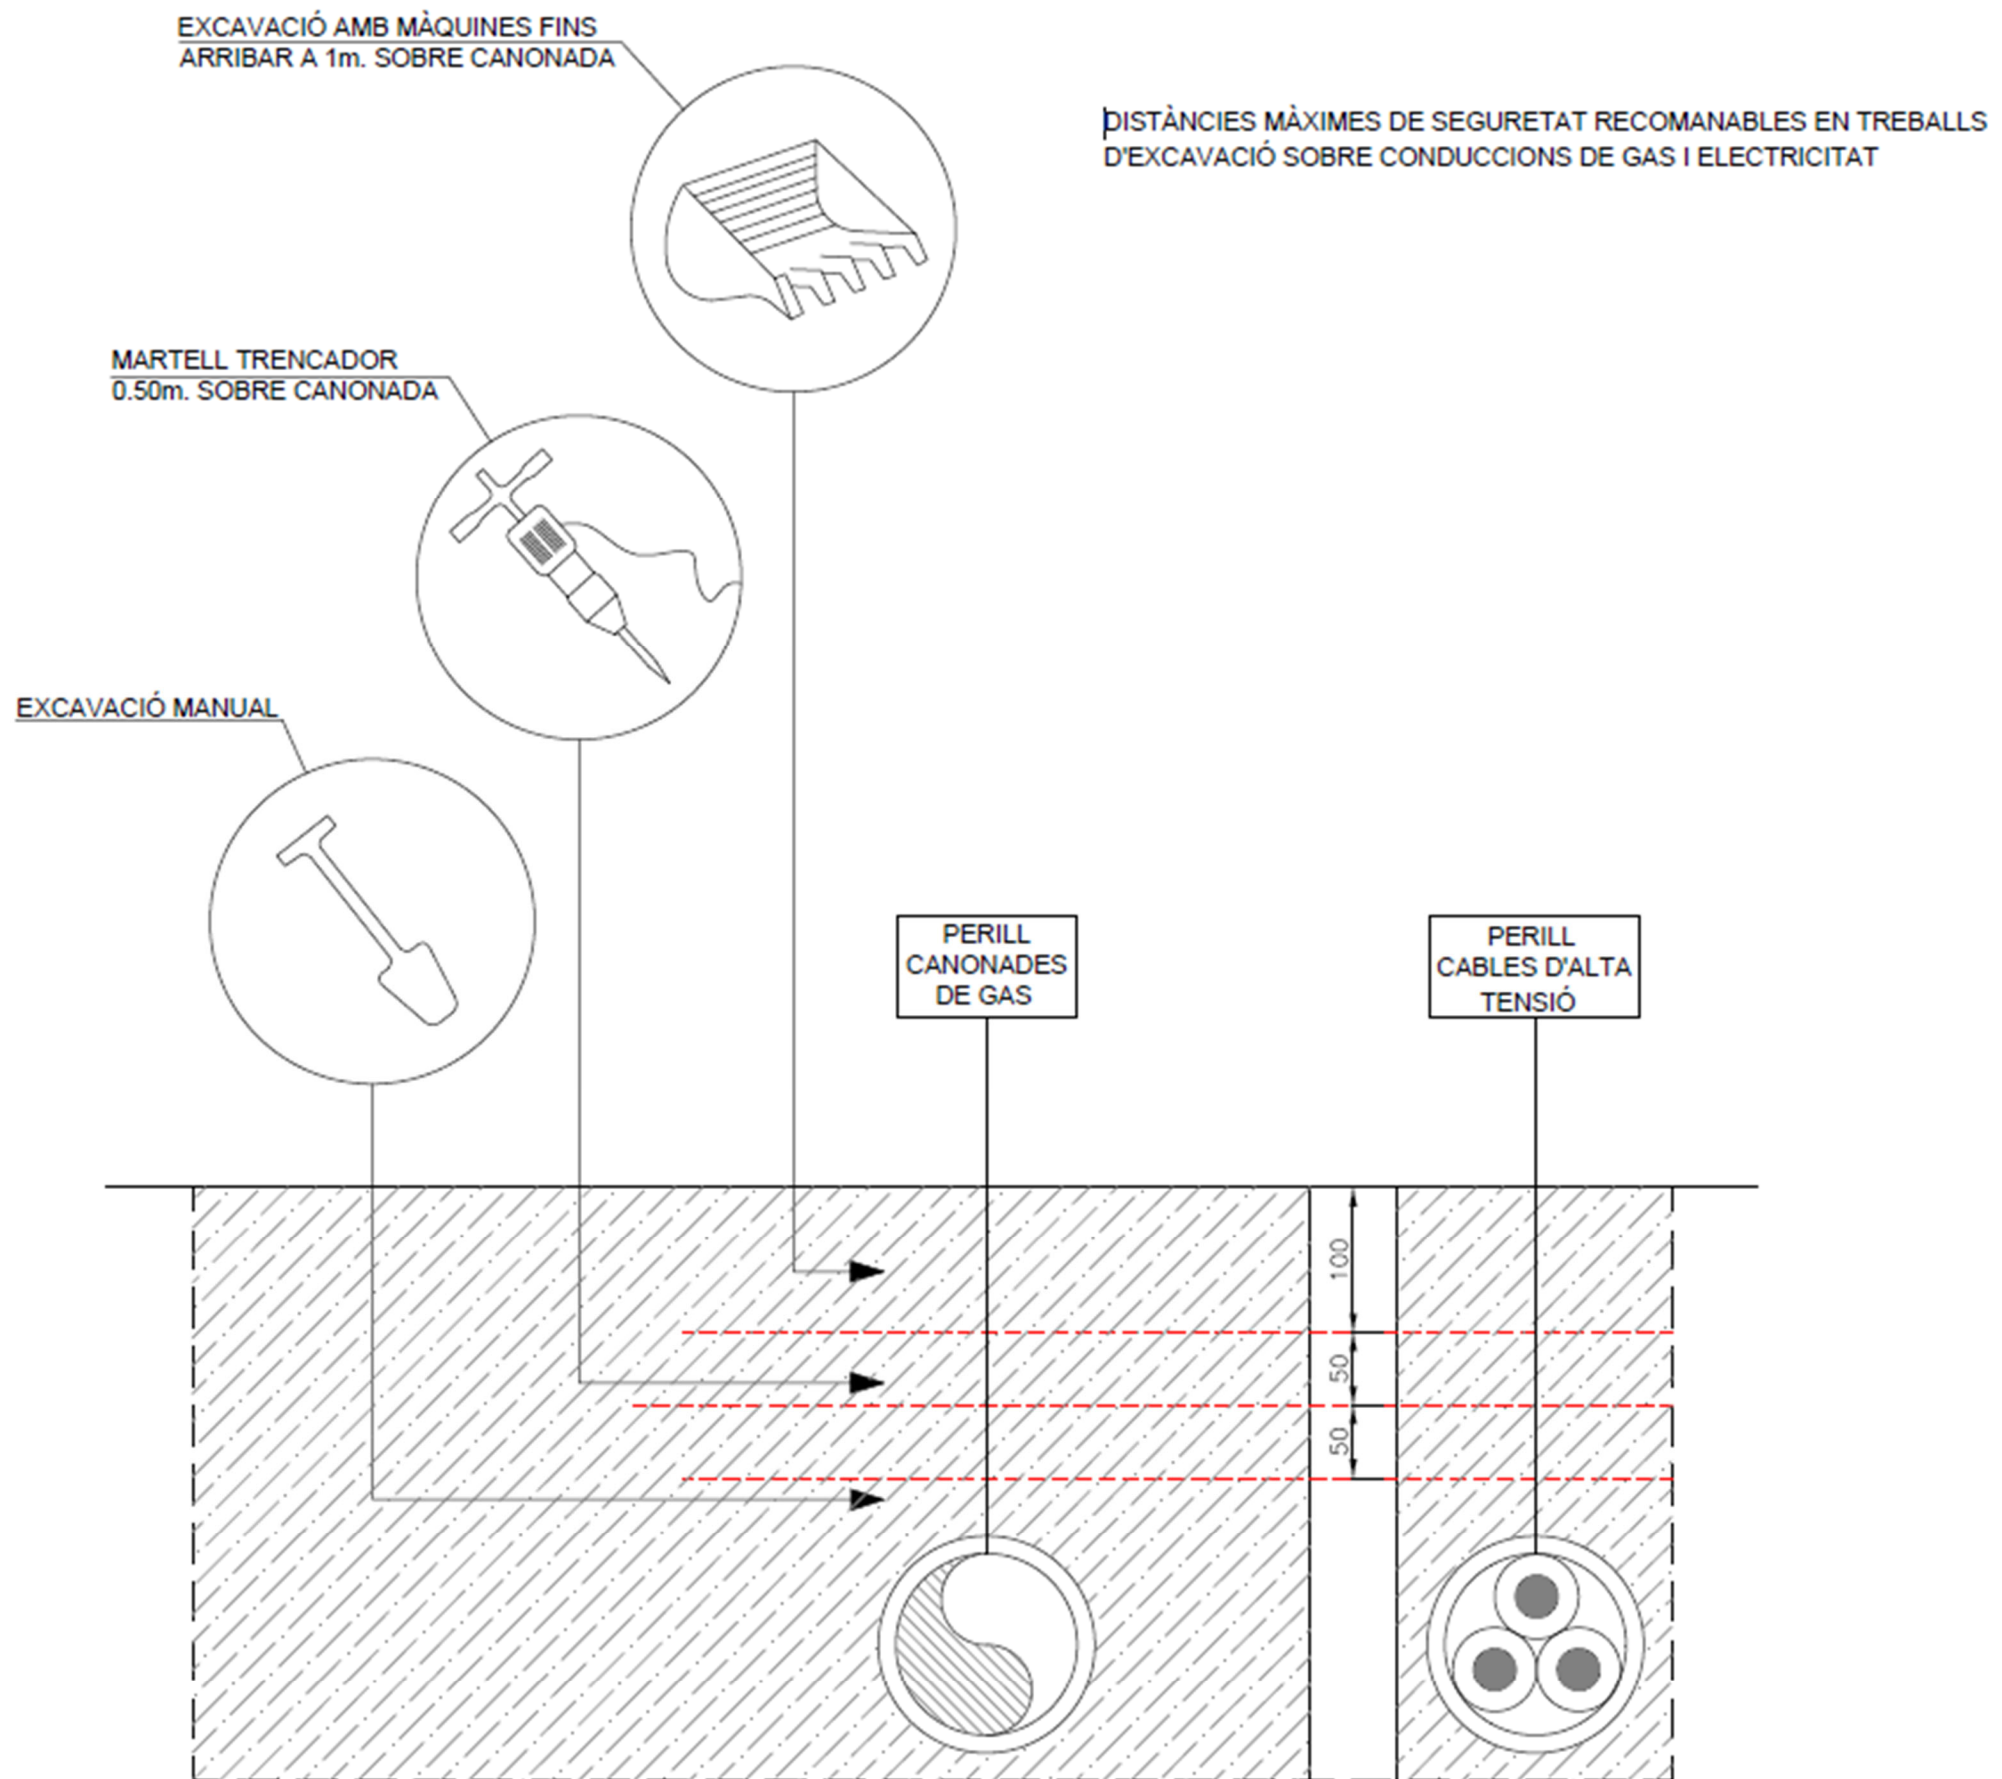 EXCAVACIÓ AMB MÀQUINES FINS
ARRIBAR A 1m. SOBRE CANONADA
DISTÀNCIES MÀXIMES DE SEGURETAT RECOMANABLES EN TREBALLS
D'EXCAVACIÓ SOBRE CONDUCCIONS DE GAS I ELECTRICITAT
MARTELL TRENCADOR
0.50m. SOBRE CANONADA
EXCAVACIÓ MANUAL
PERILL
CANONADES
DE GAS
PERILL
CABLES D'ALTA
TENSIÓ
100
50
50